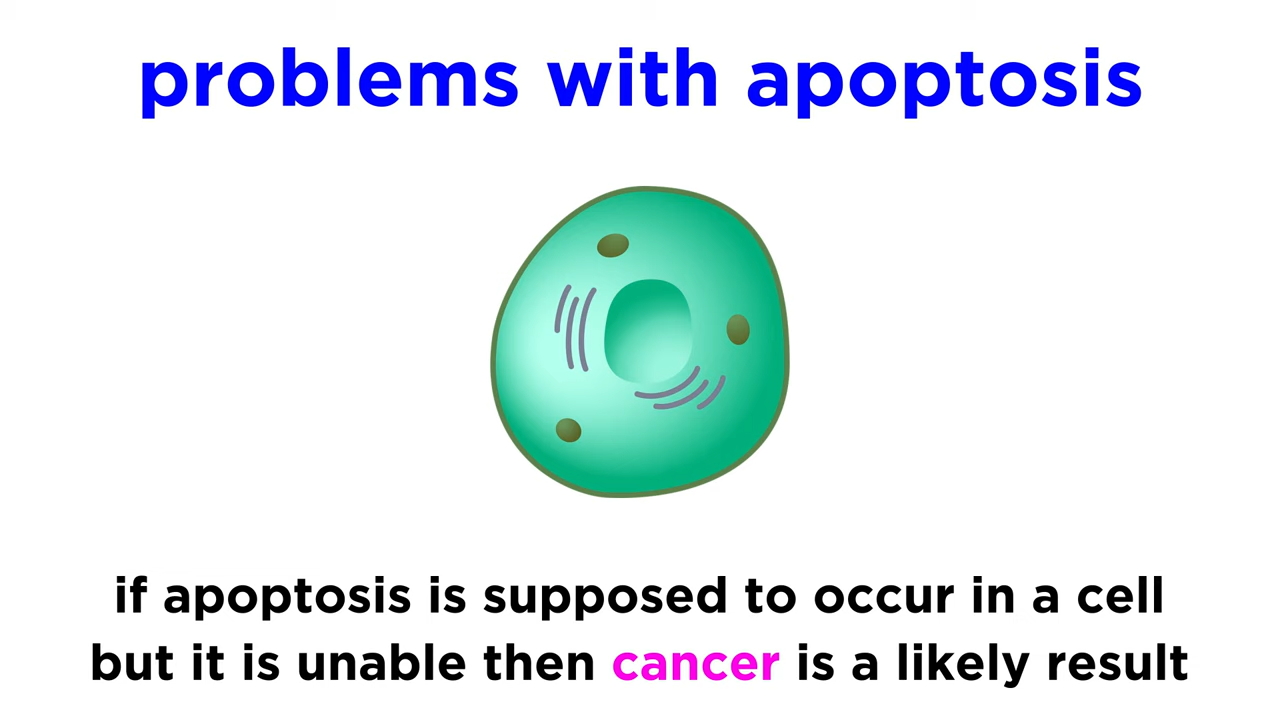 problems with apoptosis
if apoptosis is supposed to occur in a cell
but it is unable then cancer is a likely result